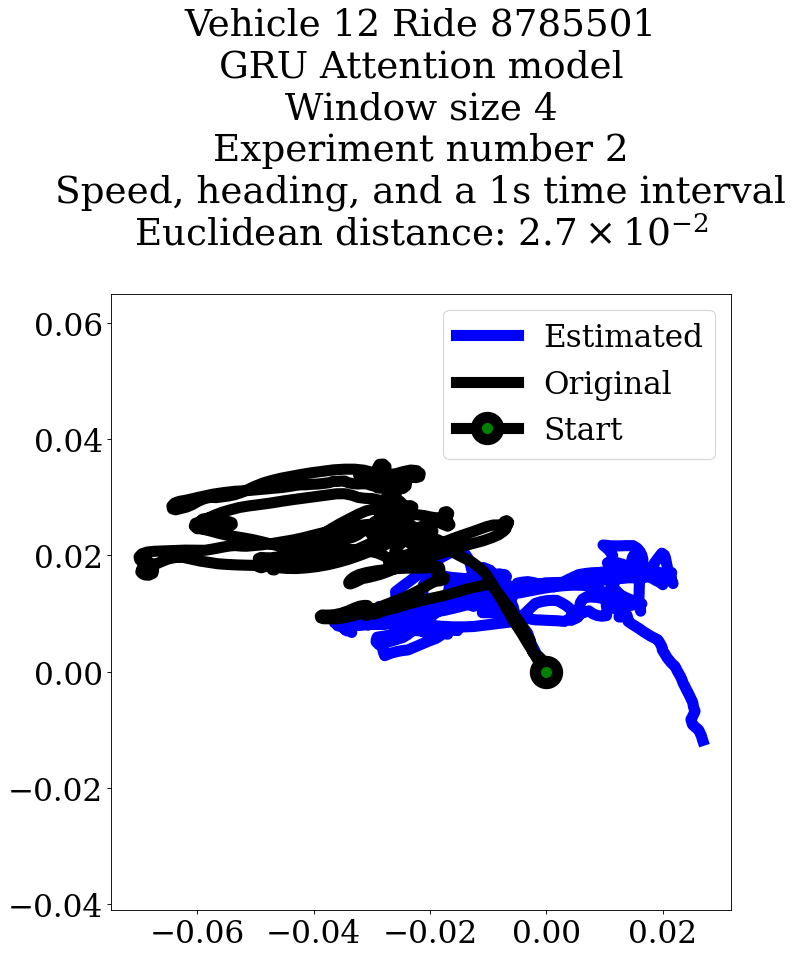 Vehicle 12 Ride 8785501
GRU Attention model
Window size 4
Experiment number 2
Speed, heading, and a 1s time interval
Euclidean distance: 2.7 × 10⁻²
0.06
0.04
0.02
0.00
−0.02
−0.04
Estimated
Original
Start
−0.06
−0.04
−0.02
0.00
0.02